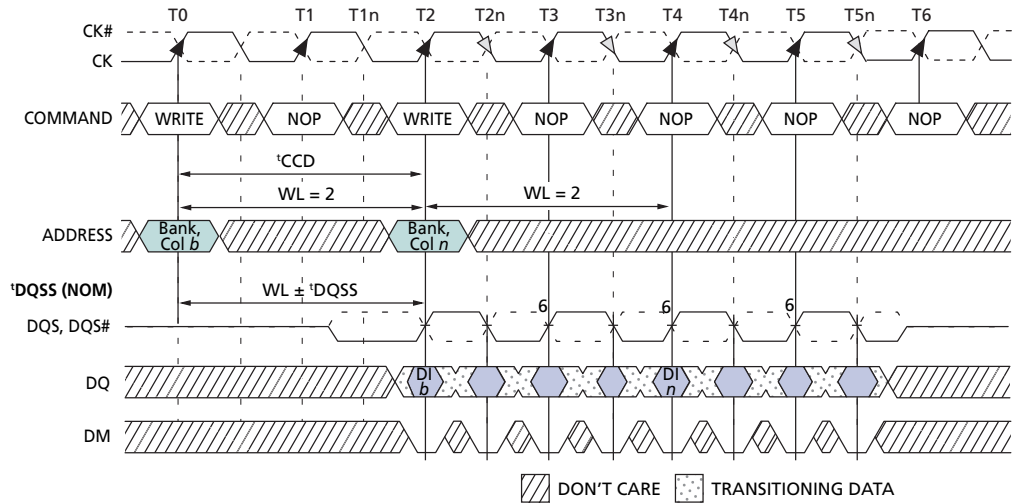 T0 T1 T1n T2 T2n T3 T3n T4 T4n T5 T5n T6
CK#
CK
COMMAND WRITE NOP WRITE NOP NOP NOP NOP
tCCD
WL = 2 WL = 2
ADDRESS Bank, Col b Bank, Col n
tDQSS (NOM) WL ± tDQSS
6 6 6
DQS, DQS#
DQ DI b DI n
DM
DON'T CARE TRANSITIONING DATA